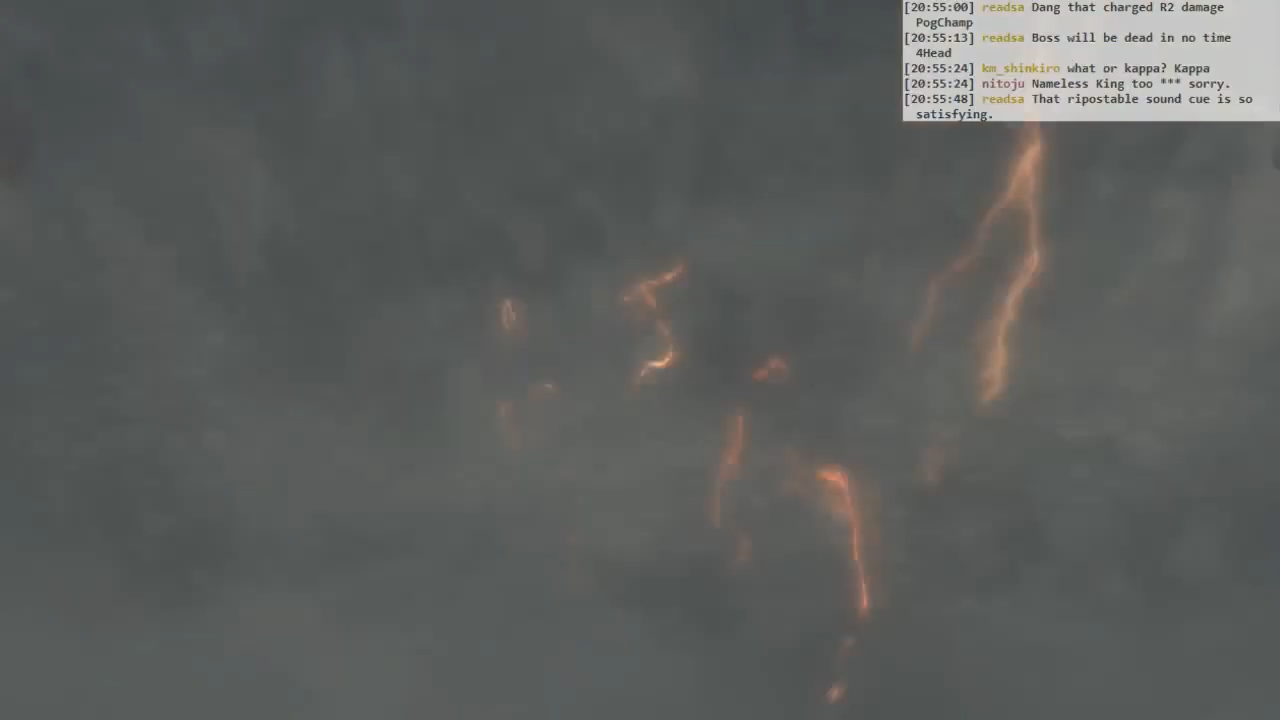 [20:55:00] readsa Dang that charged R2 damage
PogChamp
[20:55:13] readsa Boss will be dead in no time
4Head
[20:55:24] km_shinkiro what or kappa? Kappa
[20:55:24] nitoju Nameless King too *** sorry.
[20:55:48] readsa That ripostable sound cue is so
satisfying.